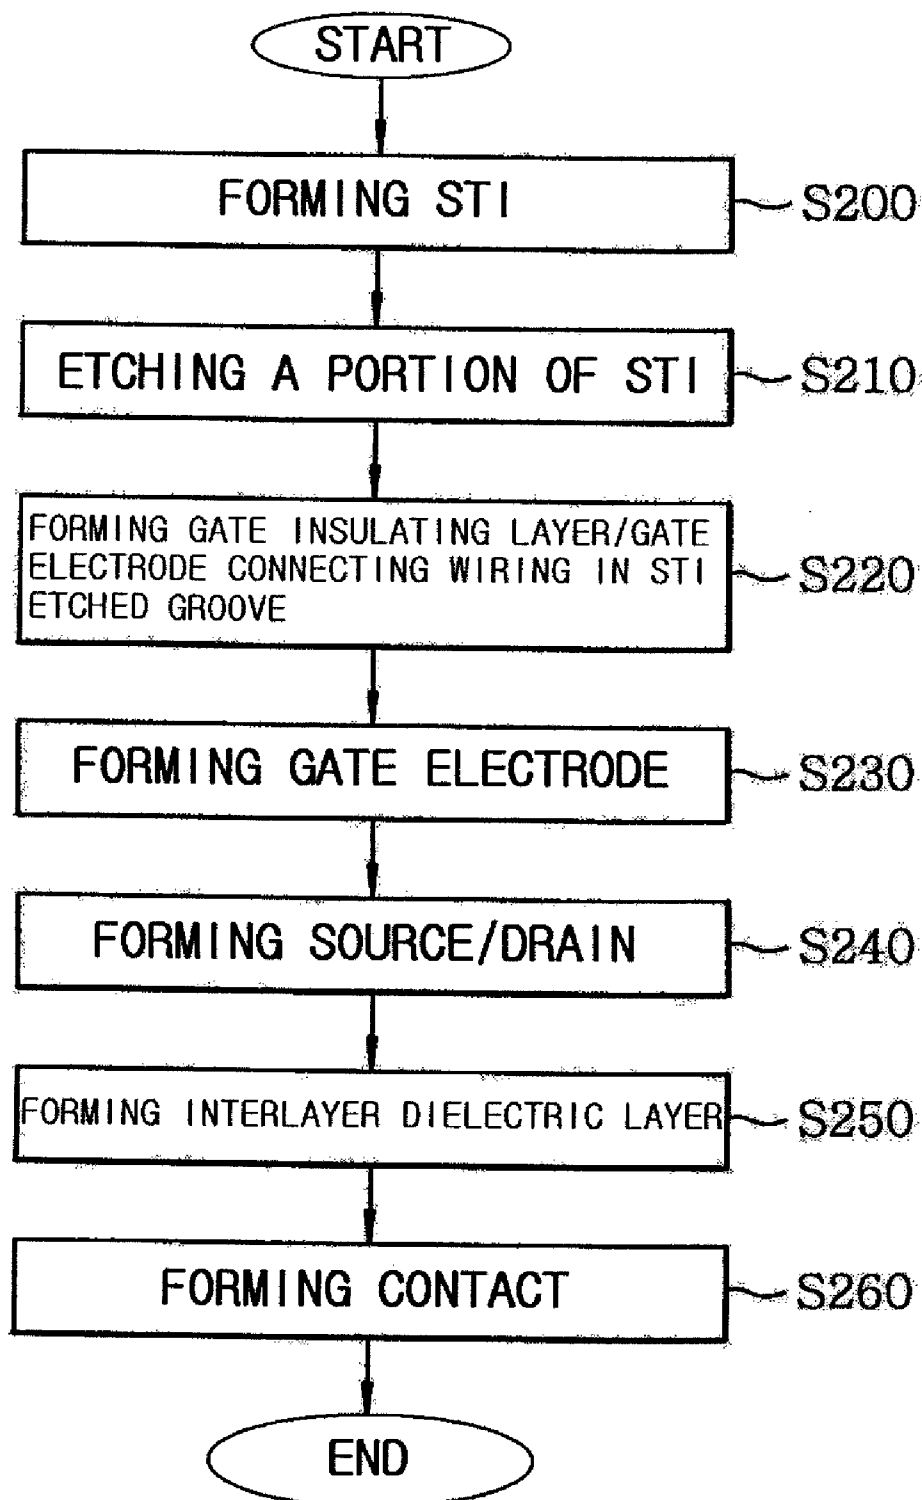 START
FORMING STI
S200
ETCHING A PORTION OF STI
S210
FORMING GATE INSULATING LAYER/GATE
ELECTRODE CONNECTING WIRING IN STI
ETCHED GROOVE
S220
FORMING GATE ELECTRODE
S230
FORMING SOURCE/DRAIN
S240
FORMING INTERLAYER DIELECTRIC LAYER
S250
FORMING CONTACT
S260
END